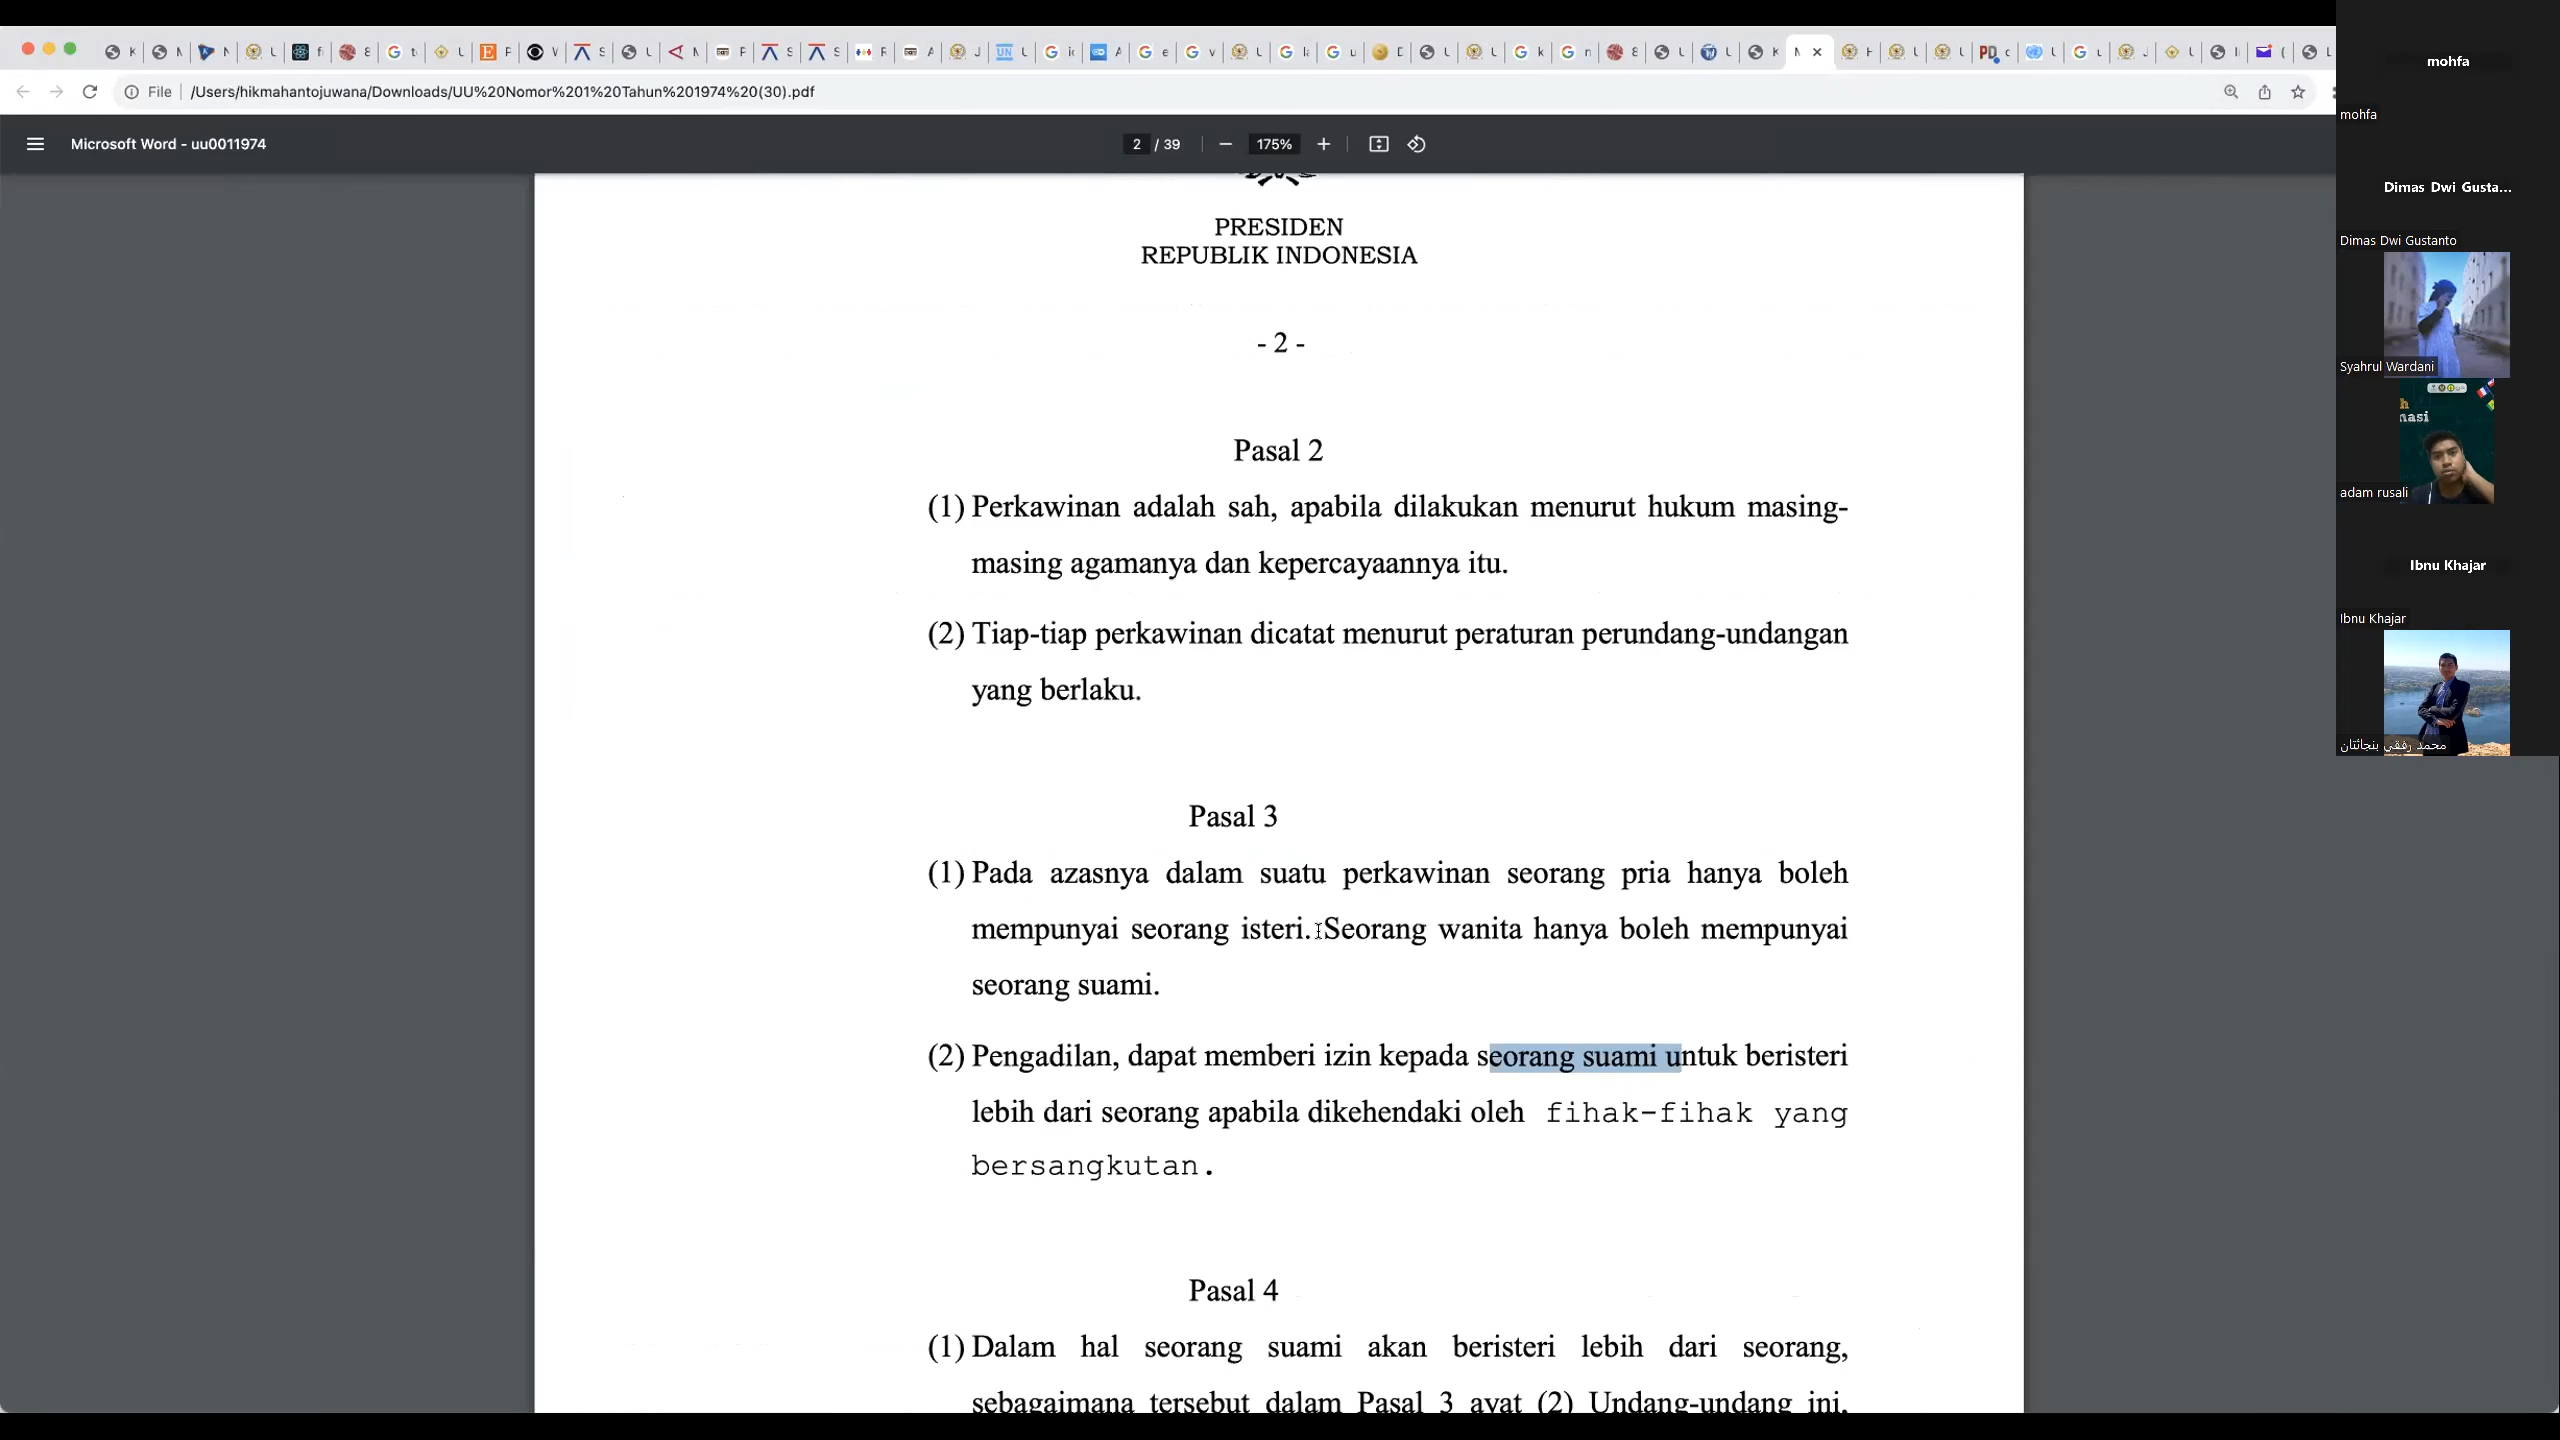 File
/Users/hikmahantojuwana/Downloads/UU%20Nomor%201%20Tahun%201974%20(30).pdf
Microsoft Word - uu0011974
2 / 39
175%
PRESIDEN
REPUBLIK INDONESIA
- 2 -
Pasal 2
(1) Perkawinan adalah sah, apabila dilakukan menurut hukum masing-
masing agamanya dan kepercayaannya itu.
(2) Tiap-tiap perkawinan dicatat menurut peraturan perundang-undangan
yang berlaku.
Pasal 3
(1) Pada azasnya dalam suatu perkawinan seorang pria hanya boleh
mempunyai seorang isteri. Seorang wanita hanya boleh mempunyai
seorang suami.
(2) Pengadilan, dapat memberi izin kepada seorang suami untuk beristeri
lebih dari seorang apabila dikehendaki oleh fihak-fihak yang
bersangkutan.
Pasal 4
(1) Dalam hal seorang suami akan beristeri lebih dari seorang,
sebagaimana tersebut dalam Pasal 3 ayat (2) Undang-undang ini,
mohfa
mohfa
Dimas Dwi Gusta...
Dimas Dwi Gustanto
Syahrul Wardani
adam rusali
Ibnu Khajar
Ibnu Khajar
محمد رفقي بنجائتان